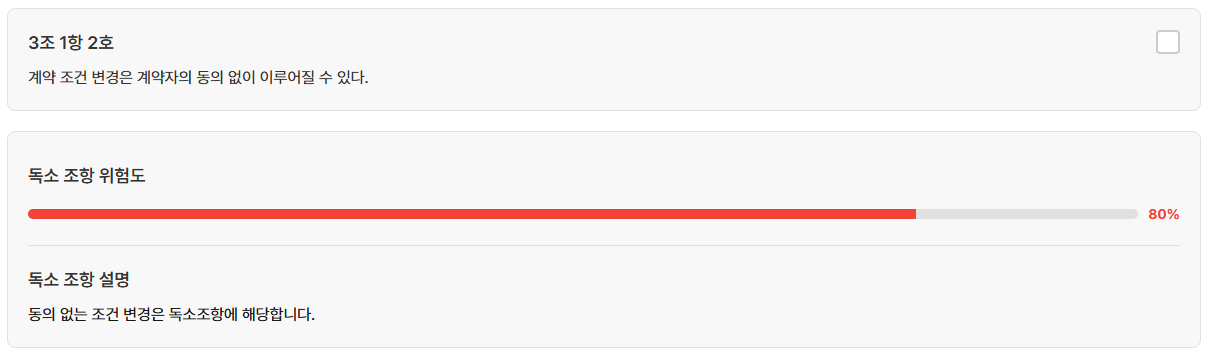 3조 1항 2호
계약 조건 변경은 계약자의 동의 없이 이루어질 수 있다.
독소 조항 위험도
80%
독소 조항 설명
동의 없는 조건 변경은 독소조항에 해당합니다.